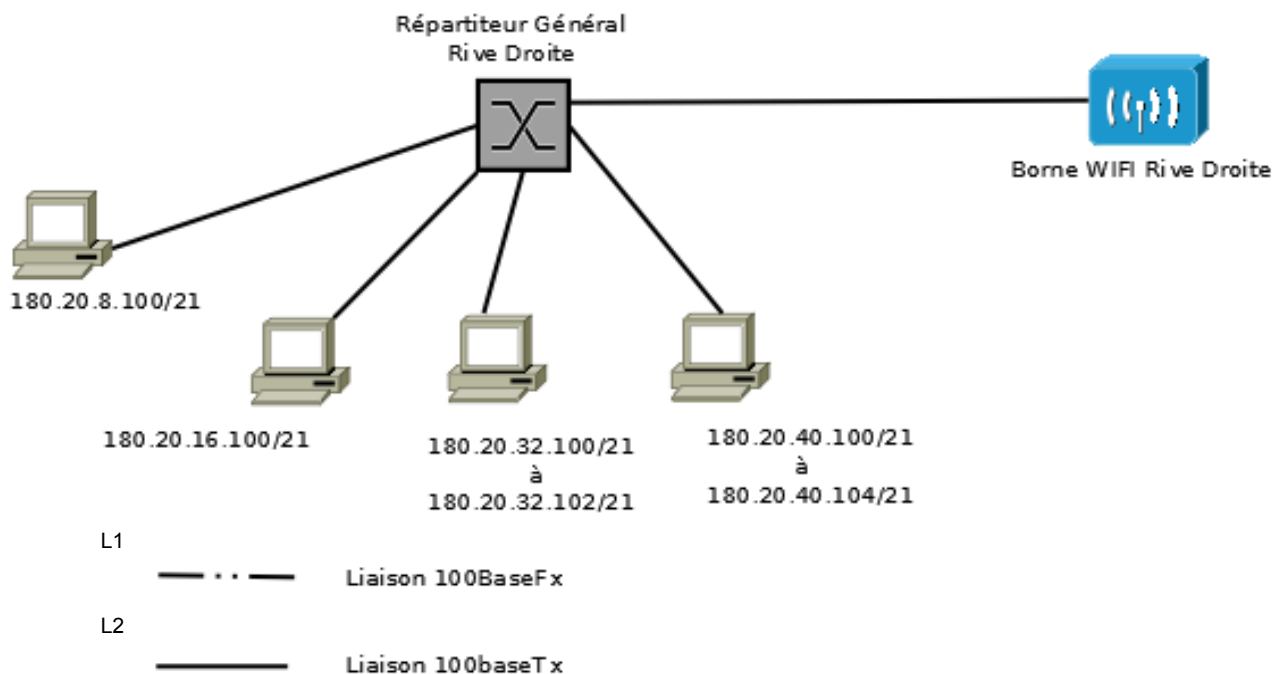 Répartiteur Général
Rive Droite
Borne WIFI Rive Droite
180.20.8.100/21
180.20.16.100/21
180.20.32.100/21
à
180.20.32.102/21
180.20.40.100/21
à
180.20.40.104/21
L1
Liaison 100BaseFx
L2
Liaison 100baseTx